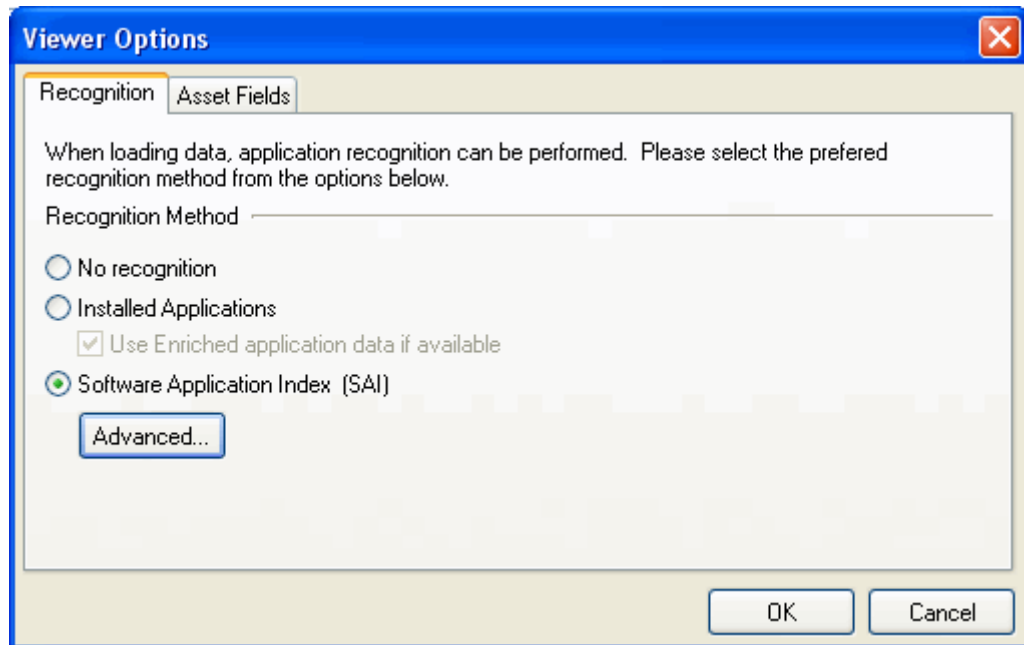 Viewer Options
Recognition
Asset Fields
When loading data, application recognition can be performed.  Please select the prefered
recognition method from the options below.
Recognition Method
No recognition
Installed Applications
Use Enriched application data if available
Software Application Index  (SAI)
Advanced...
OK
Cancel